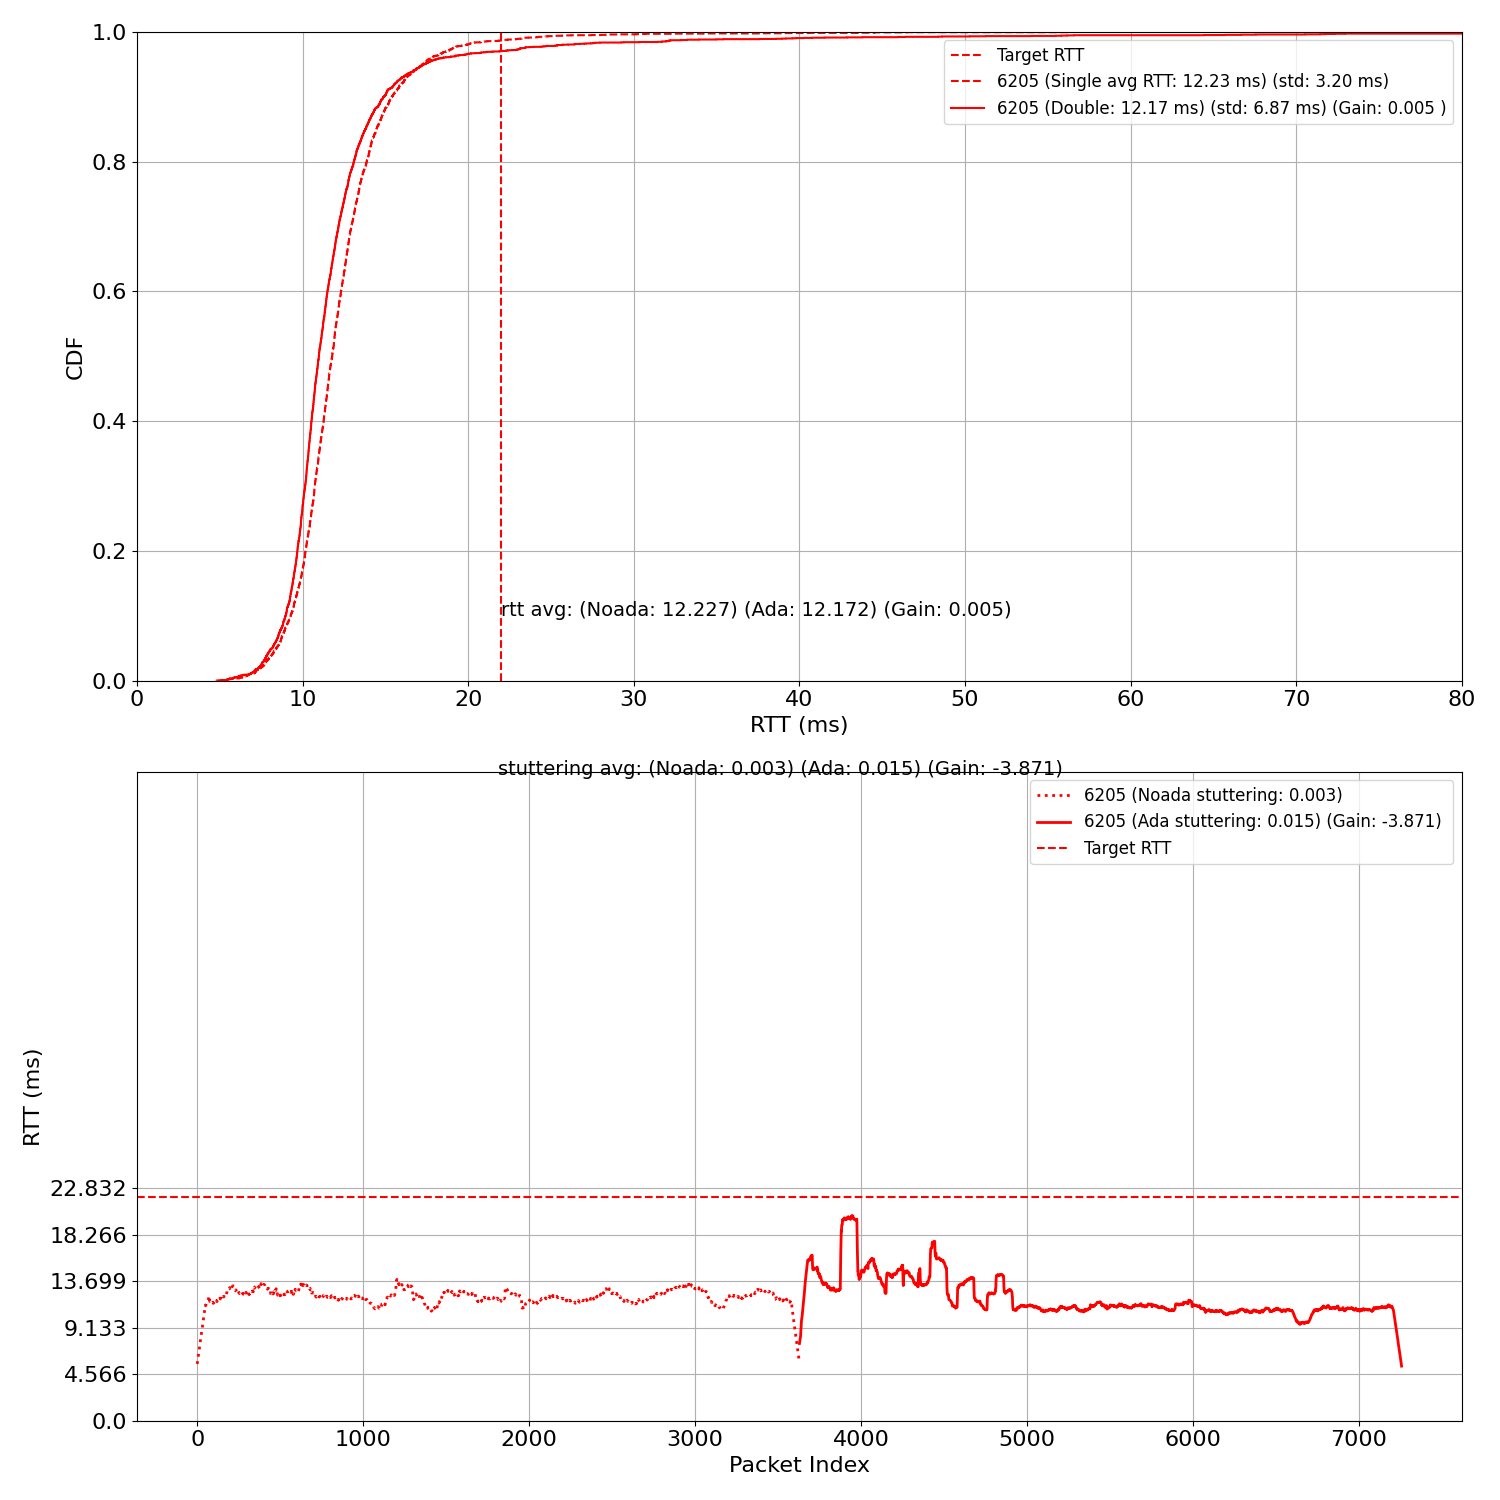 1.0
0.8
0.6
0.4
0.2
0.0
CDF
Target RTT
6205 (Single avg RTT: 12.23 ms) (std: 3.20 ms)
6205 (Double: 12.17 ms) (std: 6.87 ms) (Gain: 0.005 )
rtt avg: (Noada: 12.227) (Ada: 12.172) (Gain: 0.005)
0 10 20 30 40 50 60 70 80
RTT (ms)
stuttering avg: (Noada: 0.003) (Ada: 0.015) (Gain: -3.871)
6205 (Noada stuttering: 0.003)
6205 (Ada stuttering: 0.015) (Gain: -3.871)
Target RTT
RTT (ms)
22.832
18.266
13.699
9.133
4.566
0.0
0 1000 2000 3000 4000 5000 6000 7000
Packet Index